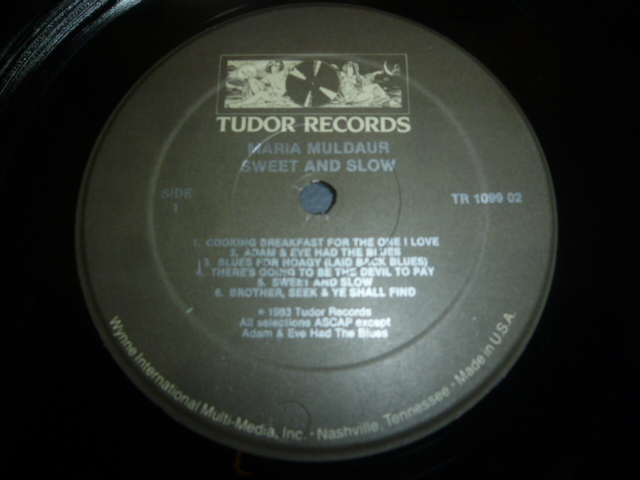 TUDOR RECORDS
MARIA MULDAUR
SWEET AND SLOW
SIDE
1
TR 1099 02
1. COOKING BREAKFAST FOR THE ONE I LOVE
2. ADAM & EVE HAD THE BLUES
3. BLUES FOR HOAGY (LAID BACK BLUES)
4. THERE'S GOING TO BE THE DEVIL TO PAY
5. SWEET AND SLOW
6. BROTHER, SEEK & YE SHALL FIND
℗ 1983 Tudor Records
All selections ASCAP except
Adam & Eve Had The Blues
Wynne International Multi-Media, Inc. • Nashville, Tennessee • Made in U.S.A.